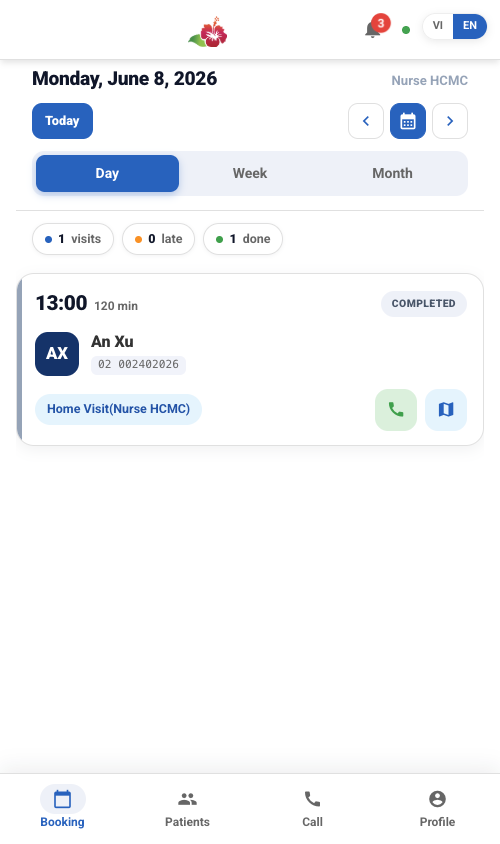 3
VI EN
Monday, June 8, 2026
Nurse HCMC
Today
Day Week Month
1 visits 0 late 1 done
13:00 120 min
COMPLETED
AX
An Xu
02 002402026
Home Visit(Nurse HCMC)
Booking Patients Call Profile